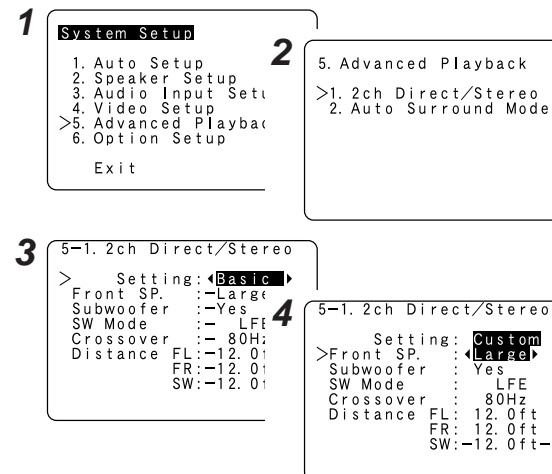 1
System Setup
1. Auto Setup
2. Speaker Setup
3. Audio Input
4. Video Setup
>5. Advanced
6. Option Setup
Exit
2
5. Advanced Playback
>1. 2ch Direct/Stereo
2. Auto Surround Mode
3
5-1. 2ch Direct/Stereo
> Setting:◀Basic▶
Front SP. :-Large
Subwoofer :-Yes
SW Mode :- LFE
Crossover :- 80Hz
Distance FL:-12.0
FR:-12.0
SW:-12.0
4
5-1. 2ch Direct/Stereo
Setting: Custom
>Front SP. :◀Large▶
Subwoofer : Yes
SW Mode : LFE
Crossover : 80Hz
Distance FL: 12.0ft
FR: 12.0ft
SW:-12.0ft-